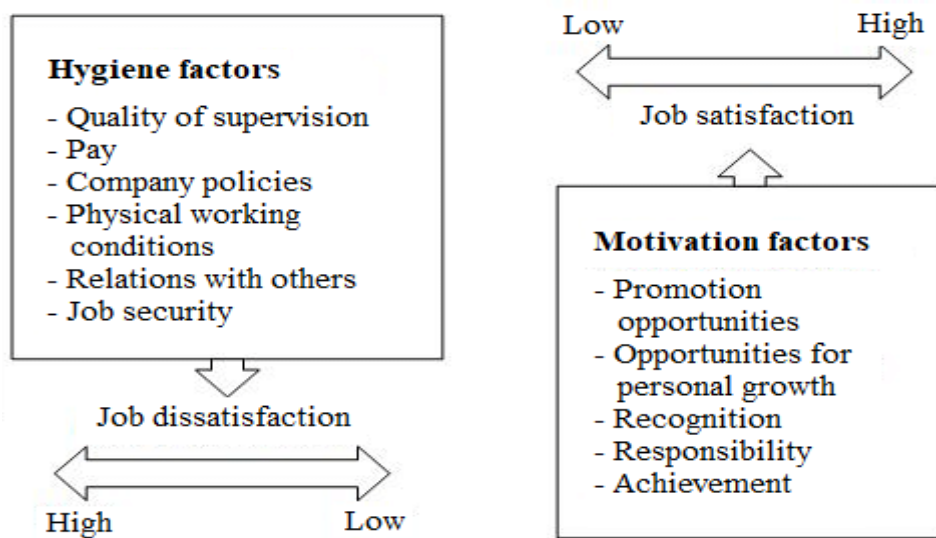 Hygiene factors
- Quality of supervision
- Pay
- Company policies
- Physical working
conditions
- Relations with others
- Job security
Job dissatisfaction
High Low
Low High
Job satisfaction
Motivation factors
- Promotion
opportunities
- Opportunities for
personal growth
- Recognition
- Responsibility
- Achievement